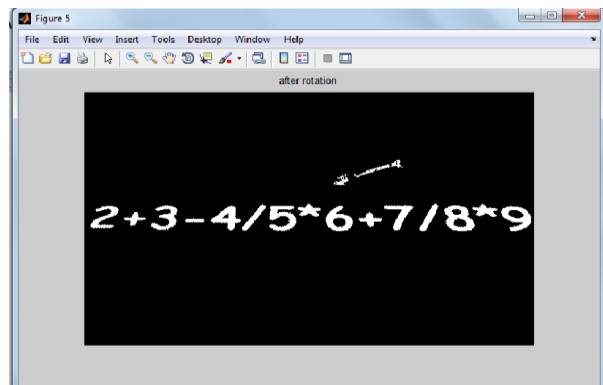 Figure 5
File Edit View Insert Tools Desktop Window Help
after rotation
2+3-4/5*6+7/8*9